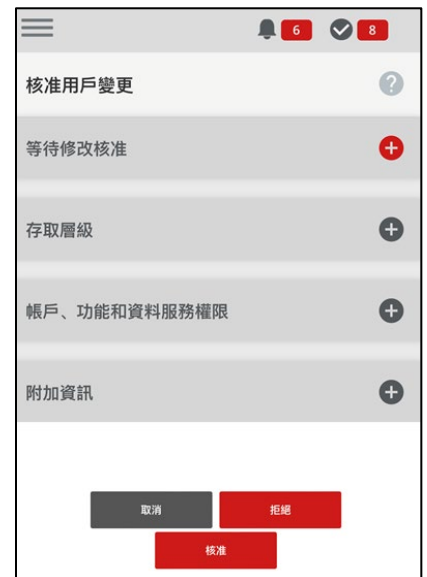 6 8
核准用戶變更
等待修改核准
存取層級
帳戶、功能和資料服務權限
附加資訊
取消 拒絕
核准